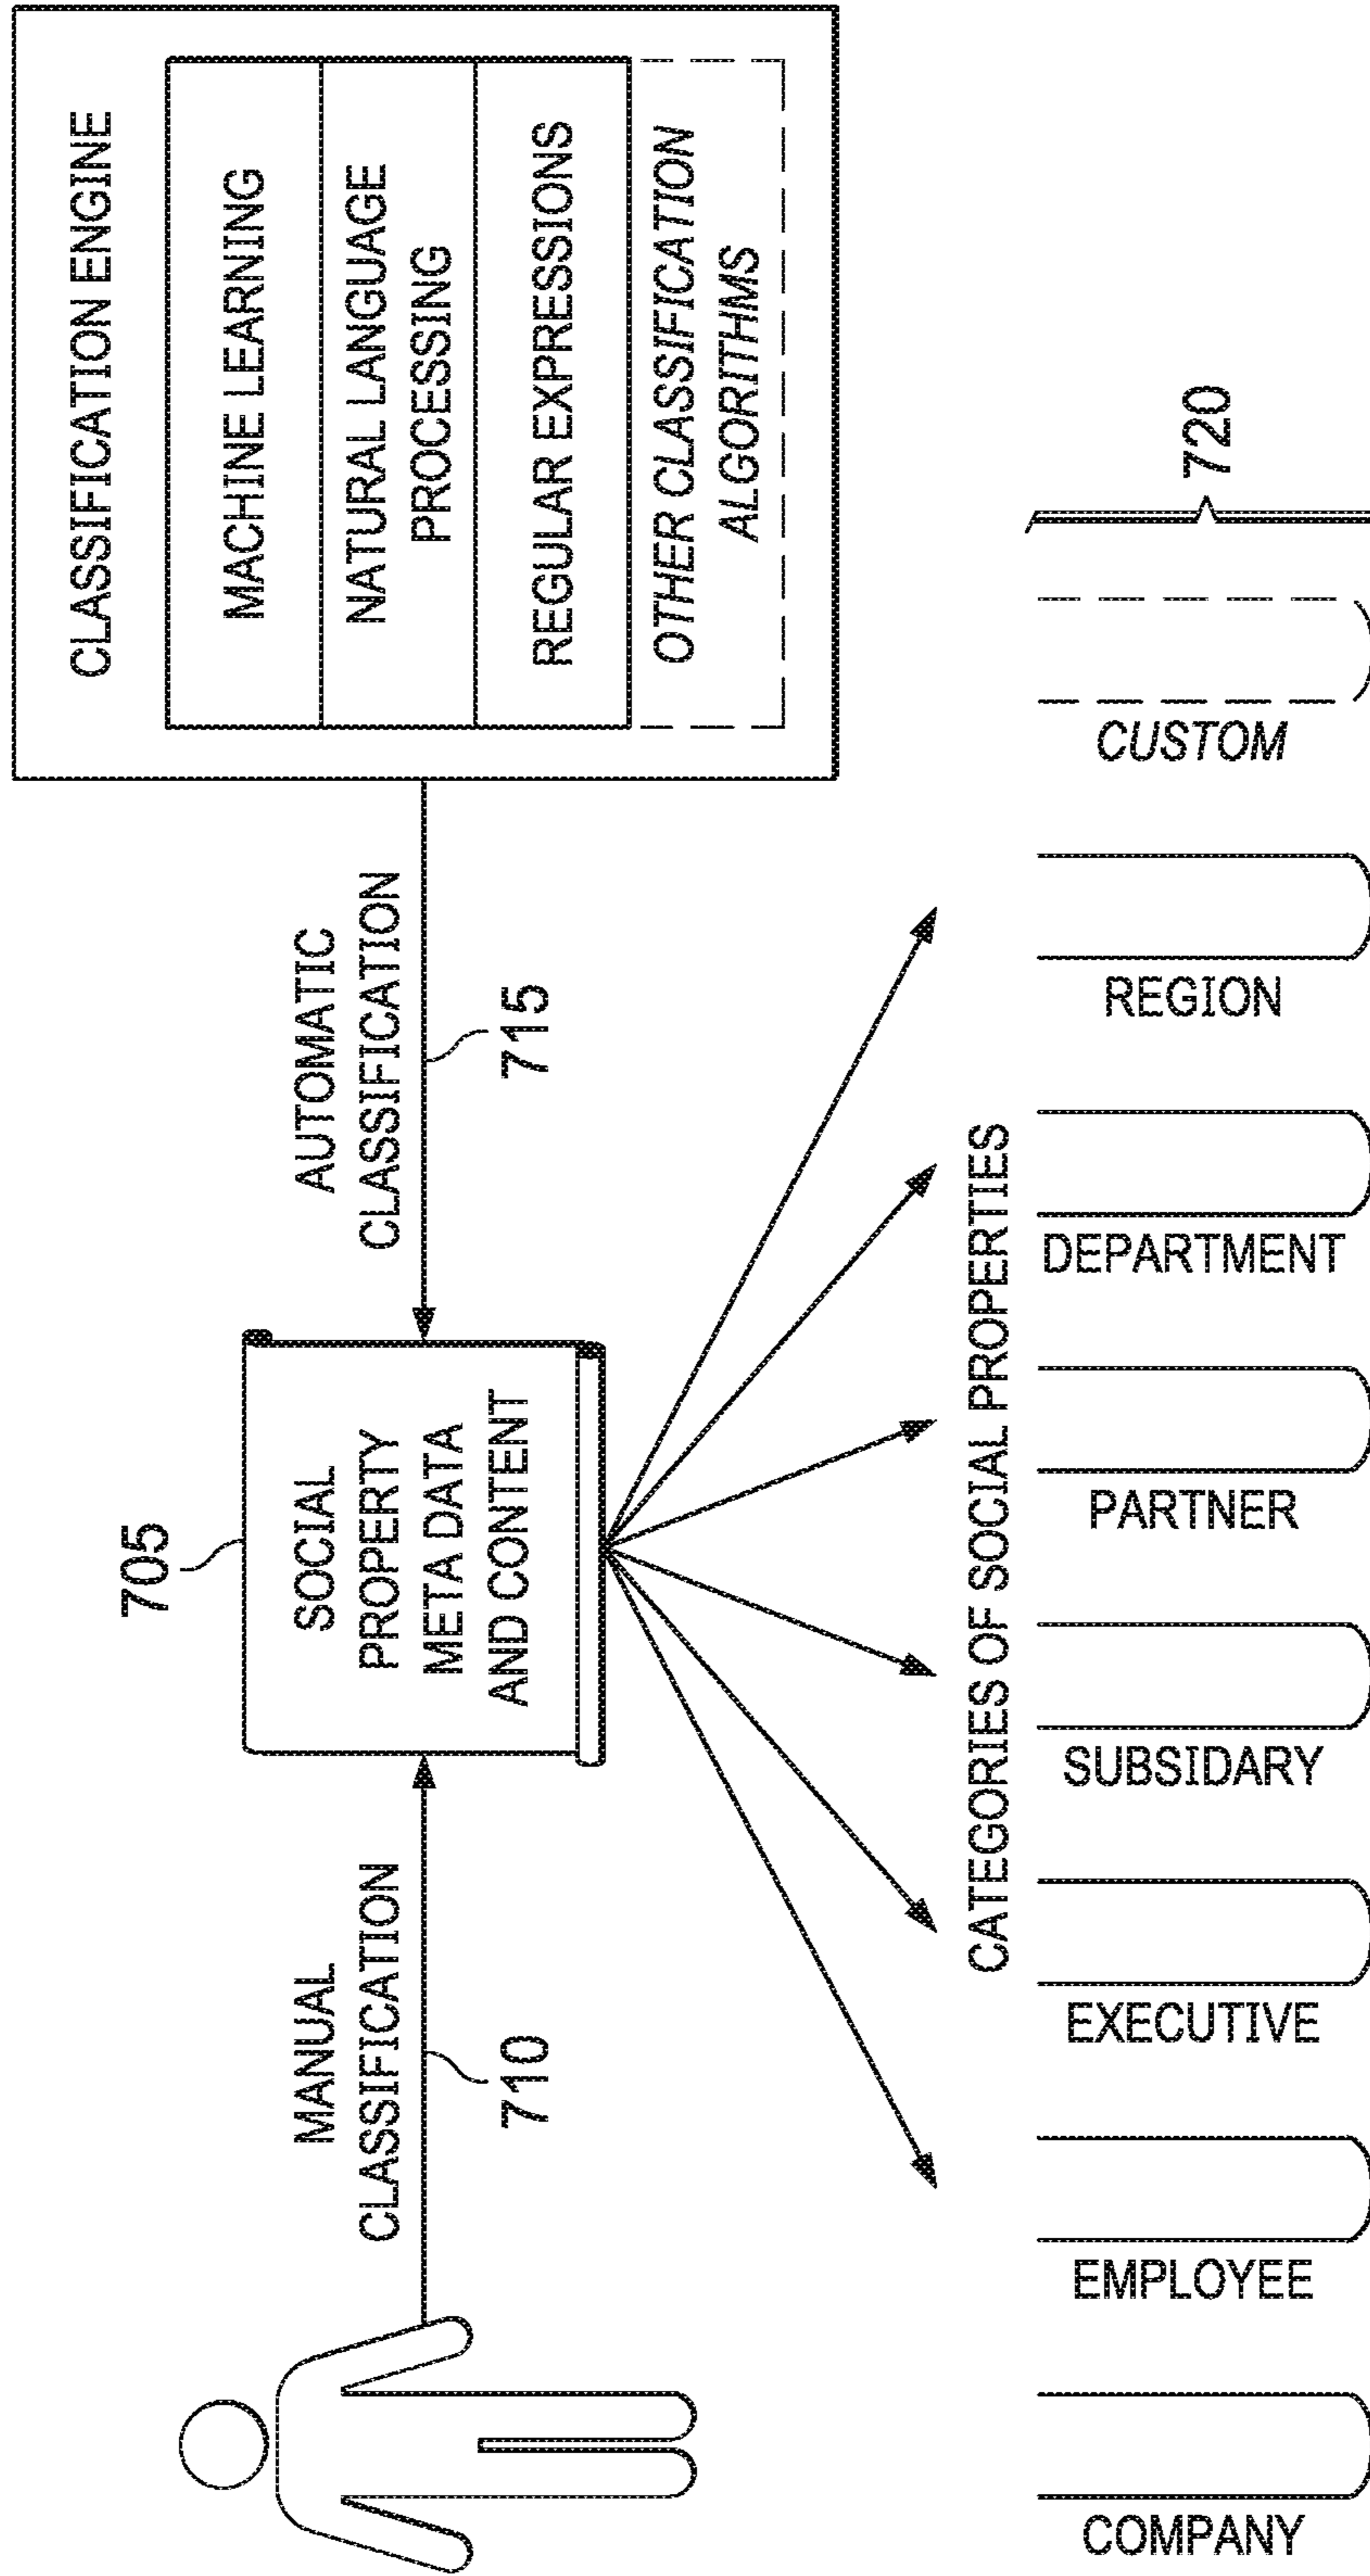 705
SOCIAL
PROPERTY
META DATA
AND CONTENT
MANUAL
CLASSIFICATION
710
AUTOMATIC
CLASSIFICATION
715
CLASSIFICATION ENGINE
MACHINE LEARNING
NATURAL LANGUAGE
PROCESSING
REGULAR EXPRESSIONS
OTHER CLASSIFICATION
ALGORITHMS
CATEGORIES OF SOCIAL PROPERTIES
COMPANY
EMPLOYEE
EXECUTIVE
SUBSIDARY
PARTNER
DEPARTMENT
REGION
CUSTOM
720